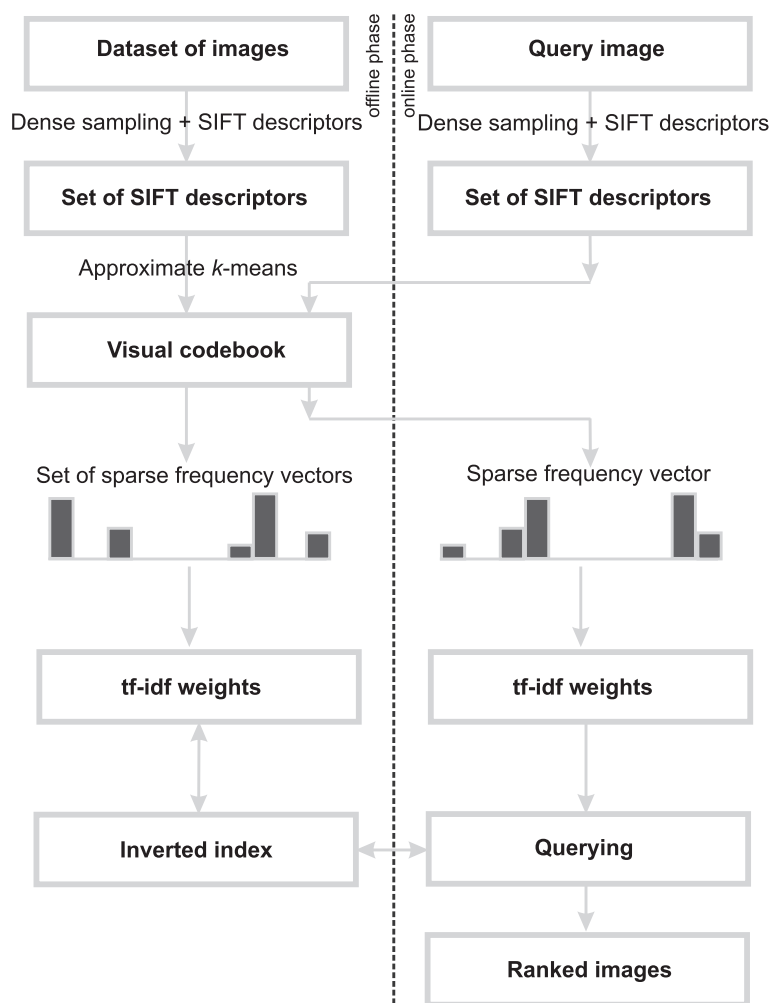 Dataset of images
offline phase
online phase
Query image
Dense sampling + SIFT descriptors
Dense sampling + SIFT descriptors
Set of SIFT descriptors
Set of SIFT descriptors
Approximate k-means
Visual codebook
Set of sparse frequency vectors
Sparse frequency vector
tf-idf weights
tf-idf weights
Inverted index
Querying
Ranked images